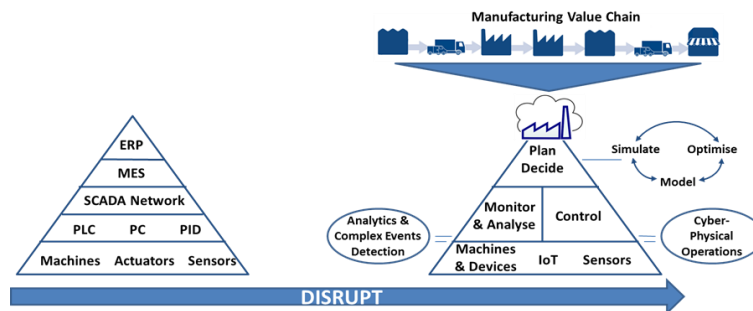 Manufacturing Value Chain
ERP
MES
SCADA Network
PLC PC PID
Machines Actuators Sensors
Plan
Decide
Simulate Optimise
Model
Monitor
& Analyse
Control
Analytics &
Complex Events
Detection
Cyber-
Physical
Operations
Machines
& Devices
IoT Sensors
DISRUPT